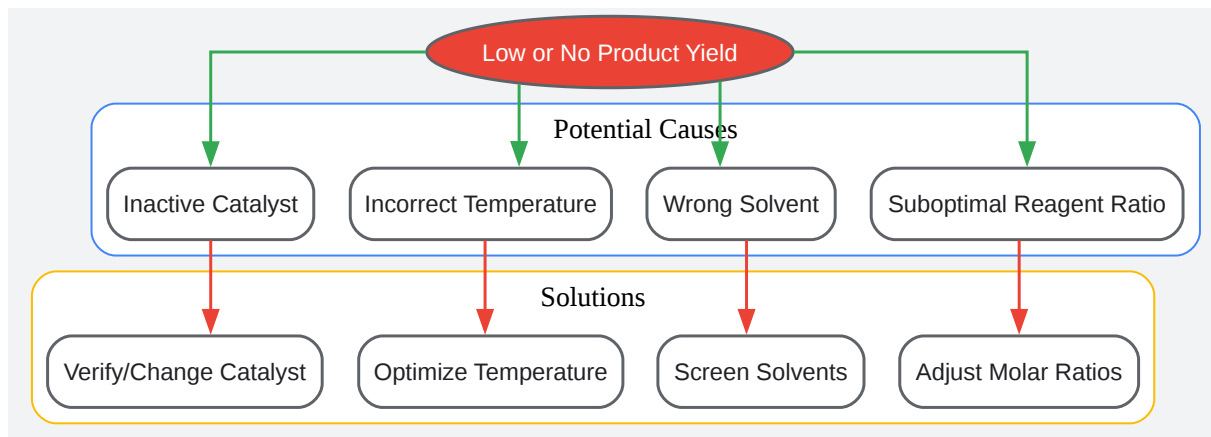 Low or No Product Yield
Potential Causes
Inactive Catalyst
Incorrect Temperature
Wrong Solvent
Suboptimal Reagent Ratio
Solutions
Verify/Change Catalyst
Optimize Temperature
Screen Solvents
Adjust Molar Ratios